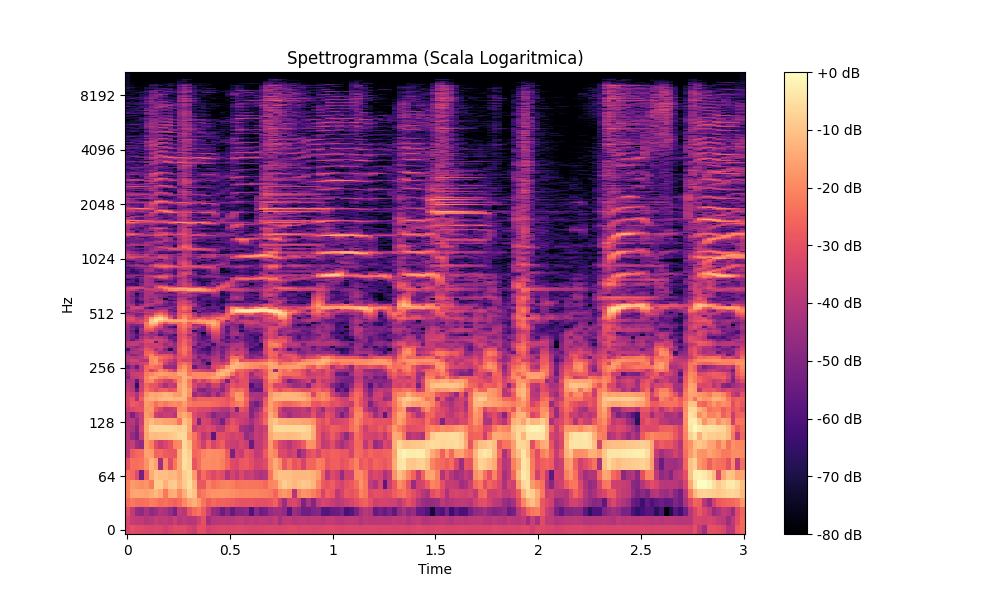 Spettrogramma (Scala Logaritmica)
8192
4096
2048
1024
512
256
128
64
0
Hz
0
0.5
1
1.5
2
2.5
3
Time
+0 dB
-10 dB
-20 dB
-30 dB
-40 dB
-50 dB
-60 dB
-70 dB
-80 dB